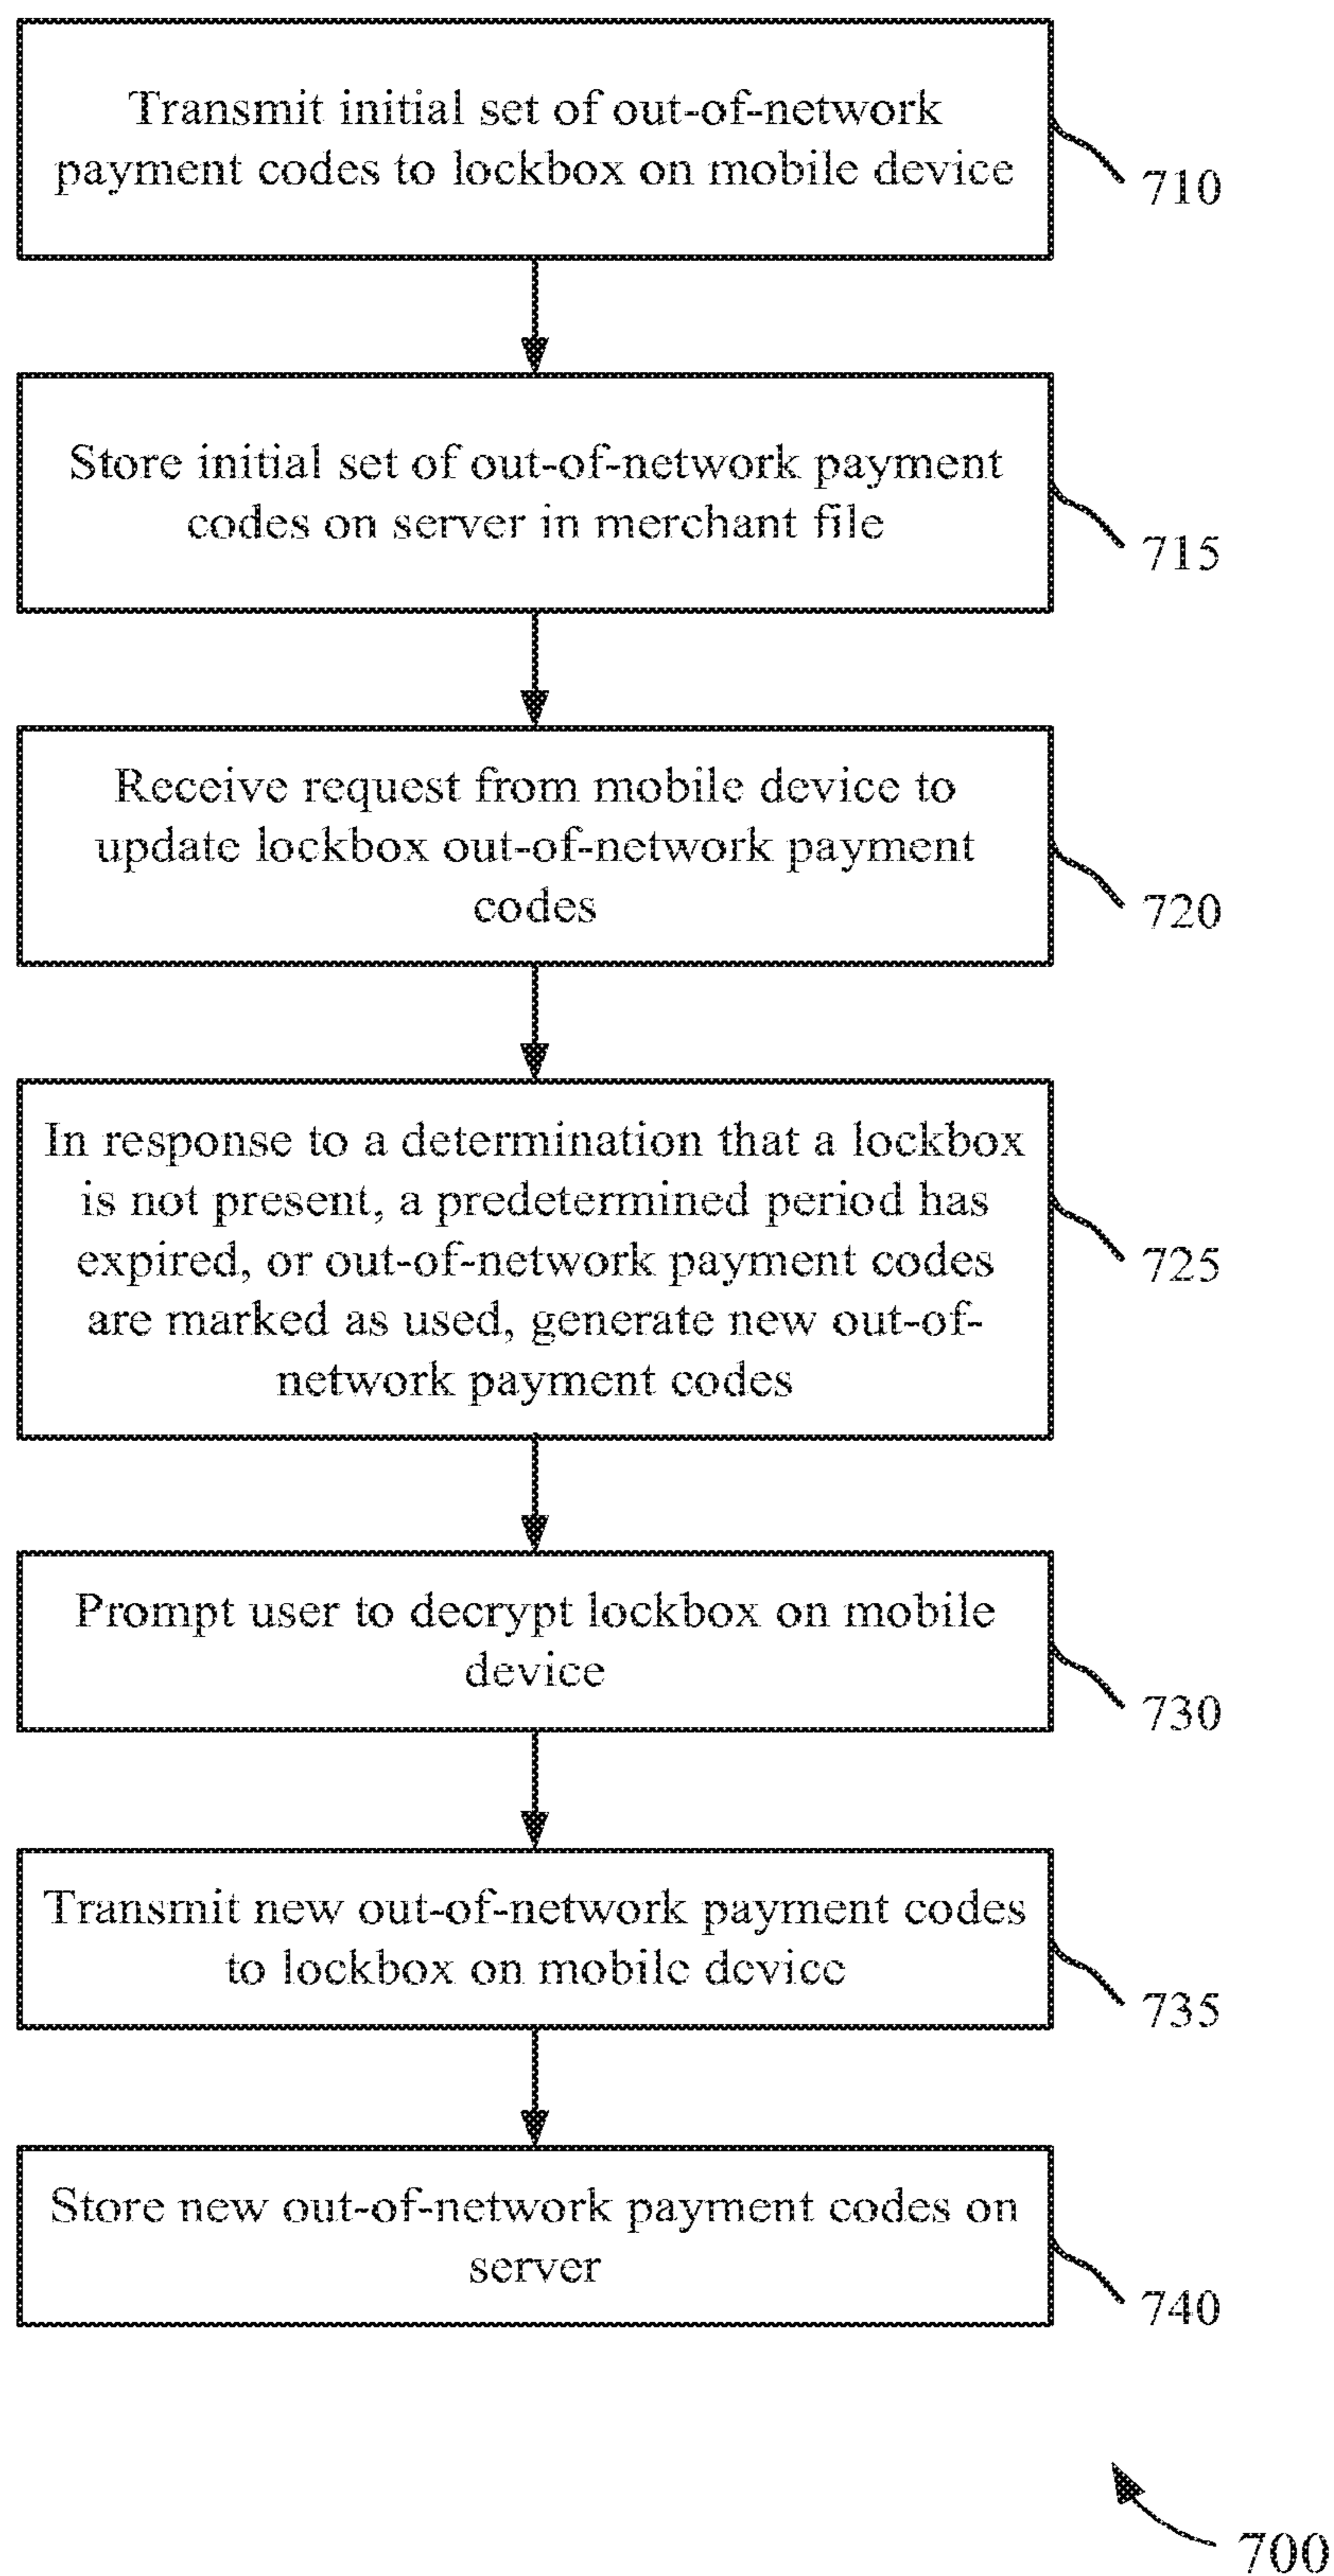 Transmit initial set of out-of-network
payment codes to lockbox on mobile device
710
Store initial set of out-of-network payment
codes on server in merchant file
715
Receive request from mobile device to
update lockbox out-of-network payment
codes
720
In response to a determination that a lockbox
is not present, a predetermined period has
expired, or out-of-network payment codes
are marked as used, generate new out-of-
network payment codes
725
Prompt user to decrypt lockbox on mobile
device
730
Transmit new out-of-network payment codes
to lockbox on mobile device
735
Store new out-of-network payment codes on
server
740
700